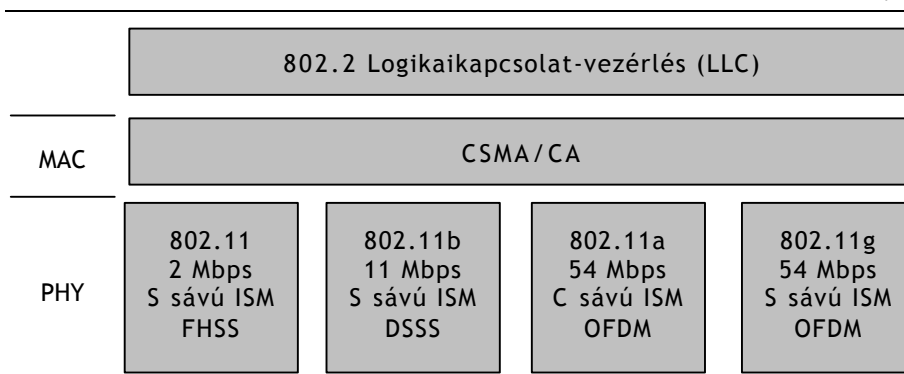 802.2 Logikaikapcsolat-vezérlés (LLC)
MAC
CSMA/CA
PHY
802.11
2 Mbps
S sávú ISM
FHSS
802.11b
11 Mbps
S sávú ISM
DSSS
802.11a
54 Mbps
C sávú ISM
OFDM
802.11g
54 Mbps
S sávú ISM
OFDM